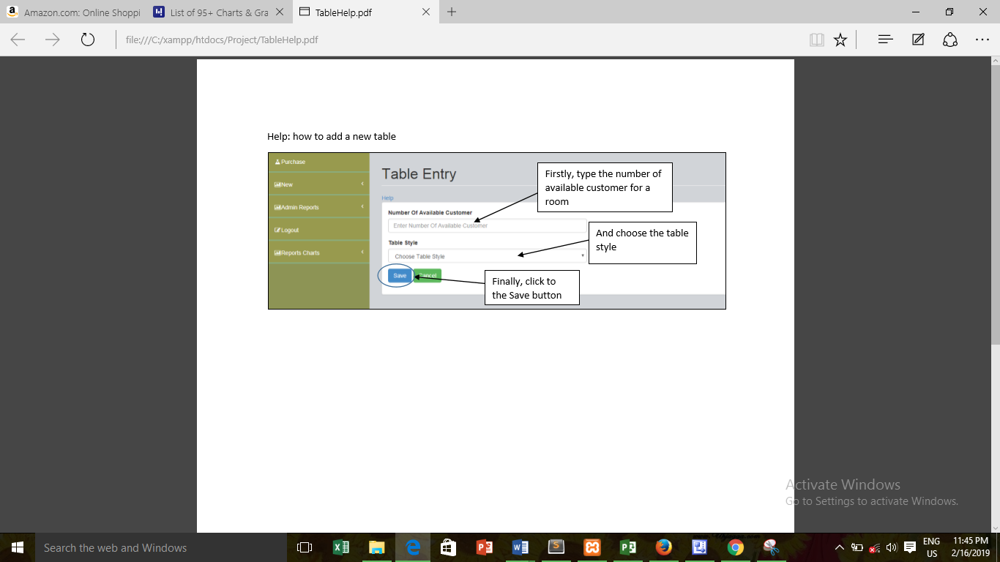 Amazon.com: Online Shoppi
List of 95+ Charts & Gra
TableHelp.pdf
file:///C:/xampp/htdocs/Project/TableHelp.pdf
Help: how to add a new table
Purchase
New
Admin Reports
Logout
Reports Charts
Table Entry
Help
Number Of Available Customer
Enter Number Of Available Customer
Table Style
Choose Table Style
Save
Cancel
Firstly, type the number of
available customer for a
room
And choose the table
style
Finally, click to
the Save button
Activate Windows
Go to Settings to activate Windows.
Search the web and Windows
ENG
US
11:45 PM
2/16/2019